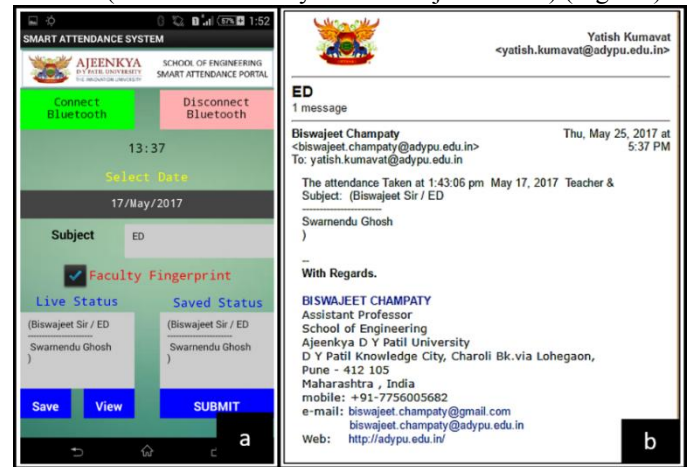 57% 1:52
SMART ATTENDANCE SYSTEM
AJEENKYA
D Y PATIL UNIVERSITY
THE INNOVATION UNIVERSITY
SCHOOL OF ENGINEERING
SMART ATTENDANCE PORTAL
Connect
Bluetooth
Disconnect
Bluetooth
13:37
Select Date
17/May/2017
Subject
ED
Faculty Fingerprint
Live Status
Saved Status
(Biswajeet Sir / ED
--------------------
Swarnendu Ghosh
)
(Biswajeet Sir / ED
--------------------
Swarnendu Ghosh
)
Save
View
SUBMIT
a
Yatish Kumavat
<yatish.kumavat@adypu.edu.in>
ED
1 message
Biswajeet Champaty
<biswajeet.champaty@adypu.edu.in>
To: yatish.kumavat@adypu.edu.in
Thu, May 25, 2017 at
5:37 PM
The attendance Taken at 1:43:06 pm May 17, 2017 Teacher &
Subject: (Biswajeet Sir / ED
--------------------
Swarnendu Ghosh
)
--
With Regards.
BISWAJEET CHAMPATY
Assistant Professor
School of Engineering
Ajeenkya D Y Patil University
D Y Patil Knowledge City, Charoli Bk.via Lohegaon,
Pune - 412 105
Maharashtra , India
mobile: +91-7756005682
e-mail: biswajeet.champaty@gmail.com
biswajeet.champaty@adypu.edu.in
Web: http://adypu.edu.in/
b